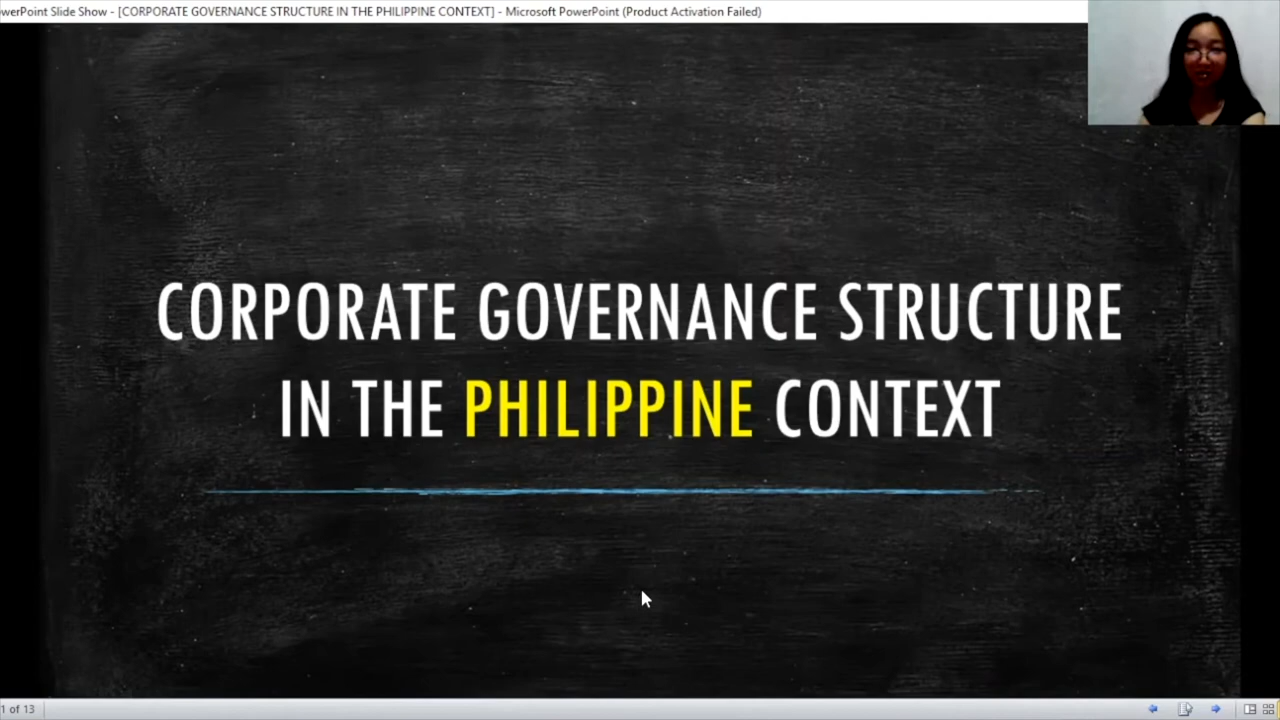 PowerPoint Slide Show - [CORPORATE GOVERNANCE STRUCTURE IN THE PHILIPPINE CONTEXT] - Microsoft PowerPoint (Product Activation Failed)
CORPORATE GOVERNANCE STRUCTURE
IN THE PHILIPPINE CONTEXT
1 of 13